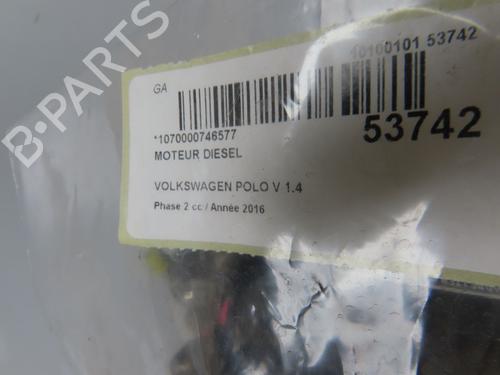 B-PARTS
GA
10100101 53742
*1070000746577
53742
MOTEUR DIESEL
VOLKSWAGEN POLO V 1.4
Phase 2 cc / Année 2016